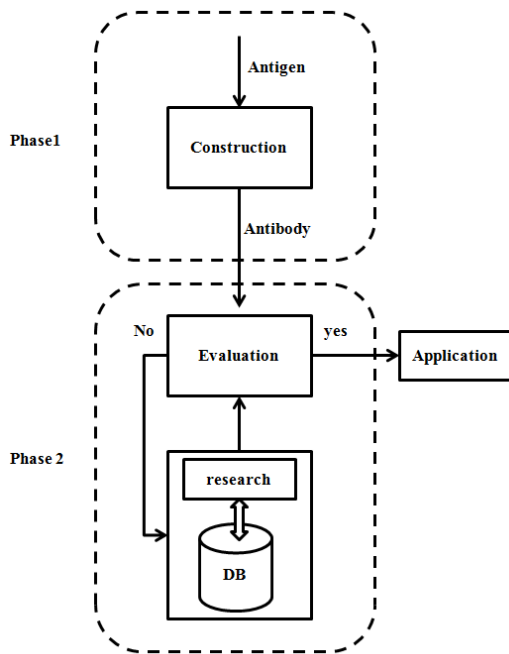 Antigen
Phase1
Construction
Antibody
No
yes
Evaluation
Application
Phase 2
research
DB